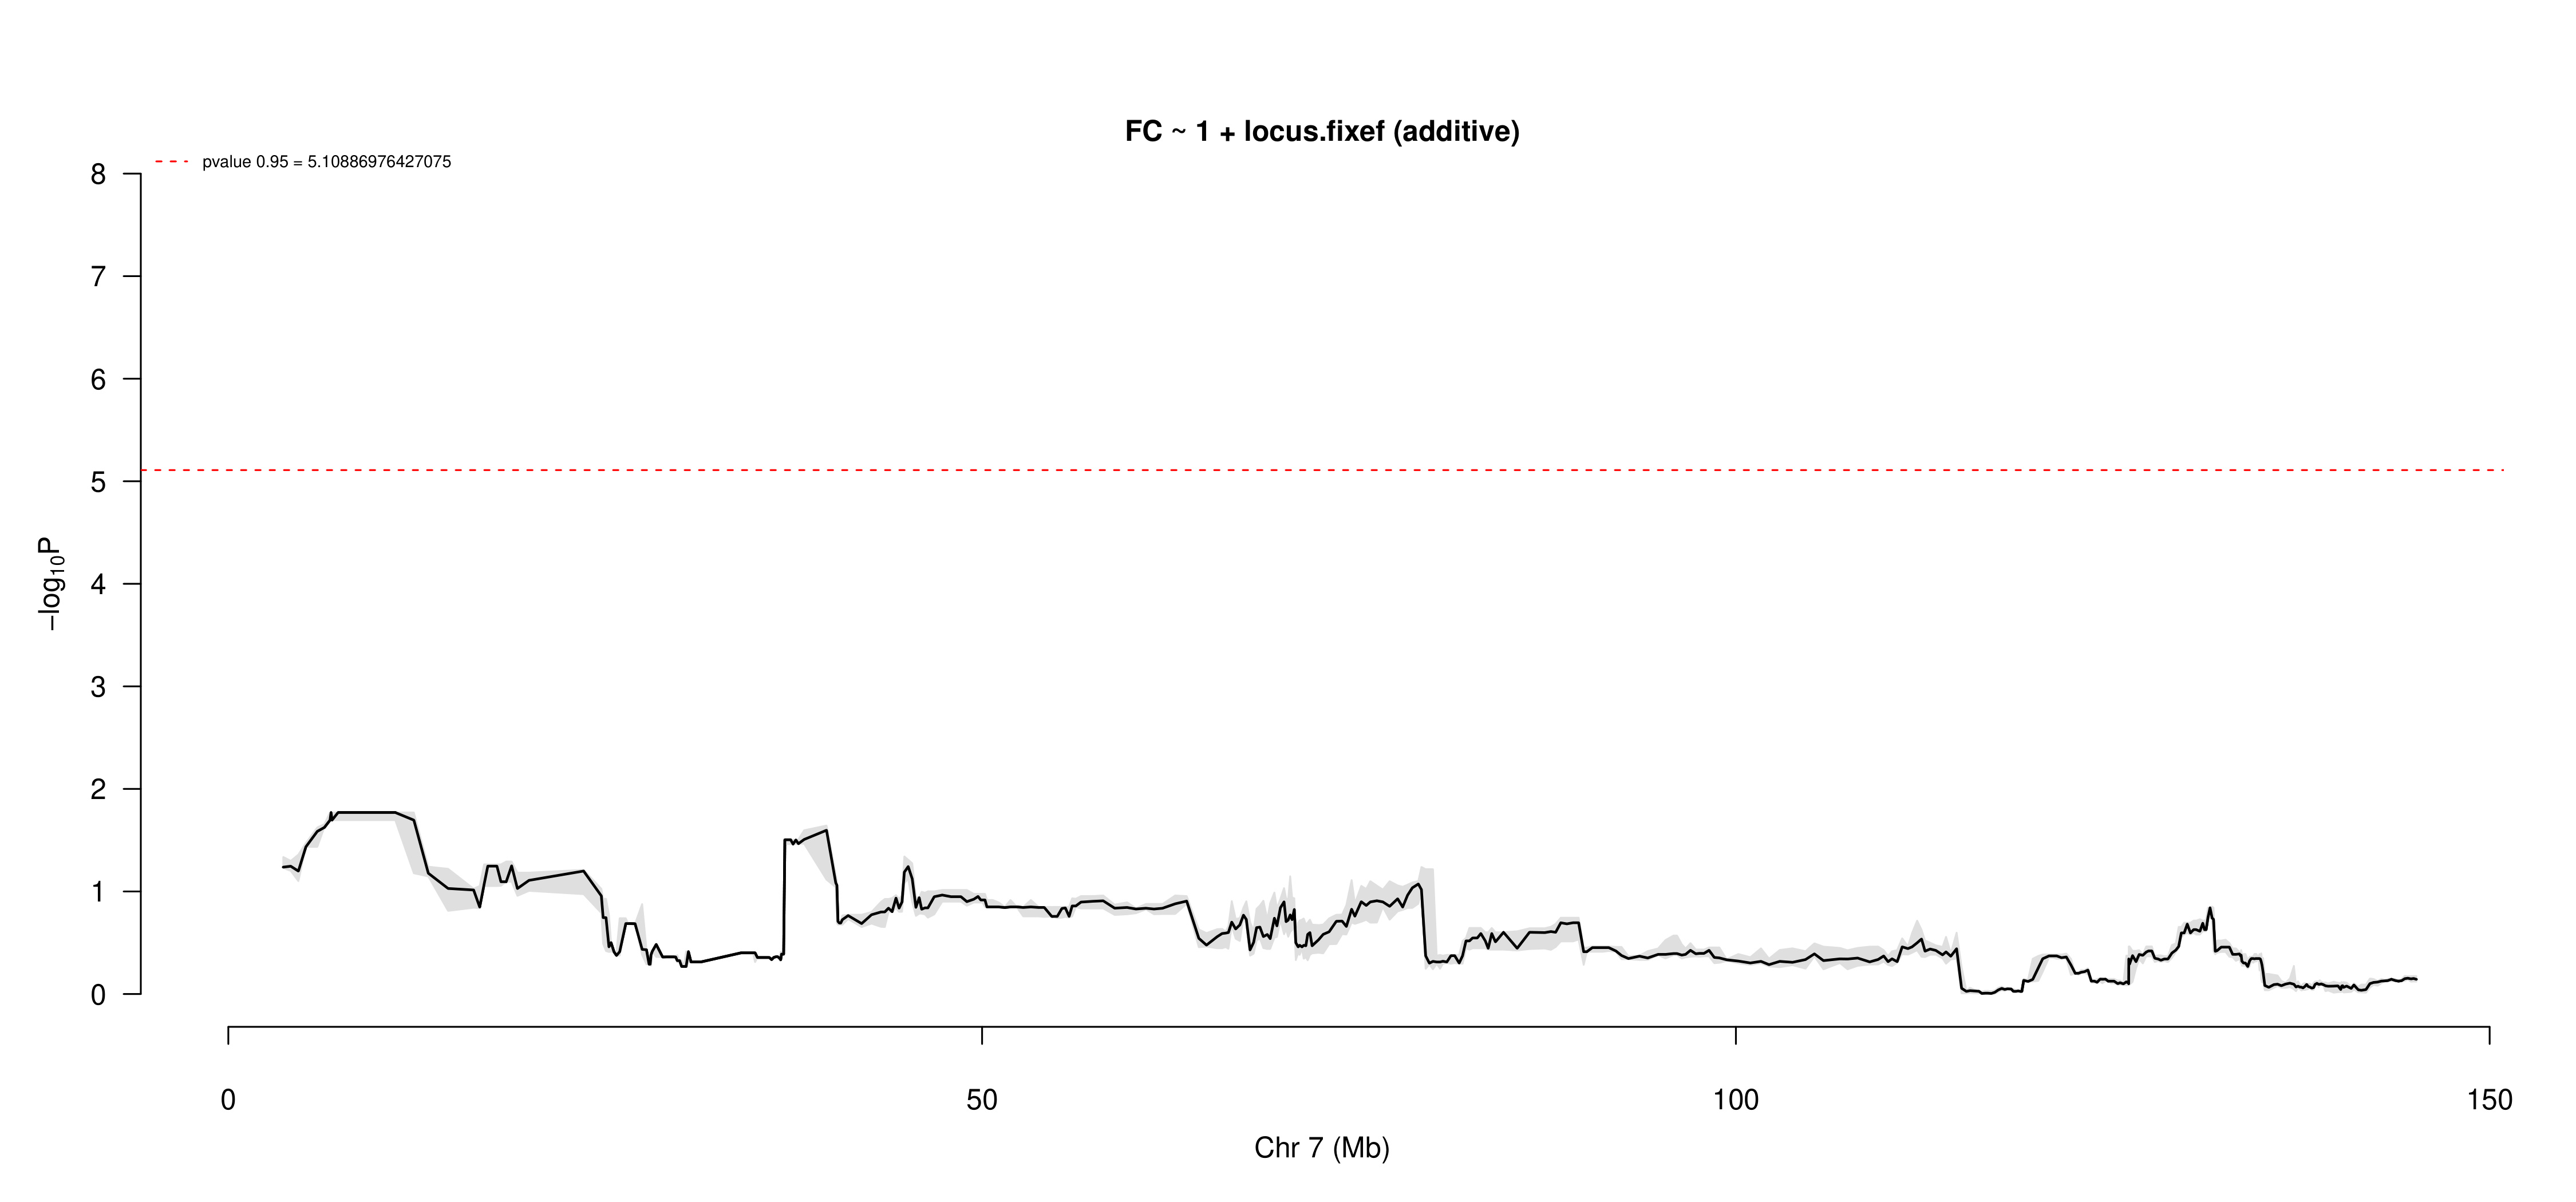 FC ~ 1 + locus.fixef (additive)
pvalue 0.95 = 5.10886976427075
8
7
6
5
4
3
2
1
0
−log10P
0 50 100 150
Chr 7 (Mb)